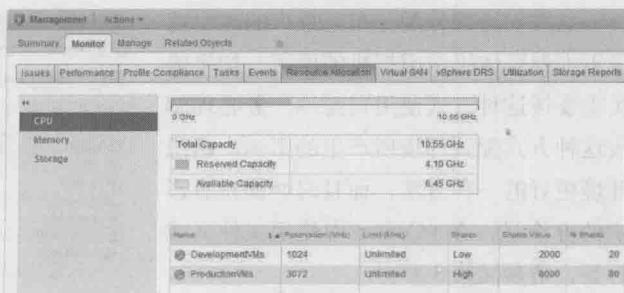 Management Actions
Summary Monitor Manage Related Objects
Issues Performance Profile Compliance Tasks Events Resource Allocation Virtual SAN vSphere DRS Utilization Storage Reports
CPU
Memory
Storage
0 GHz 10.55 GHz
Total Capacity 10.55 GHz
Reserved Capacity 4.10 GHz
Available Capacity 6.45 GHz
Name 1 Reservation (MHz) Limit (MHz) Shares Shares Value % Shares
DevelopmentVMs 1024 Unlimited Low 2000 20
ProductionVMs 3072 Unlimited High 8000 80